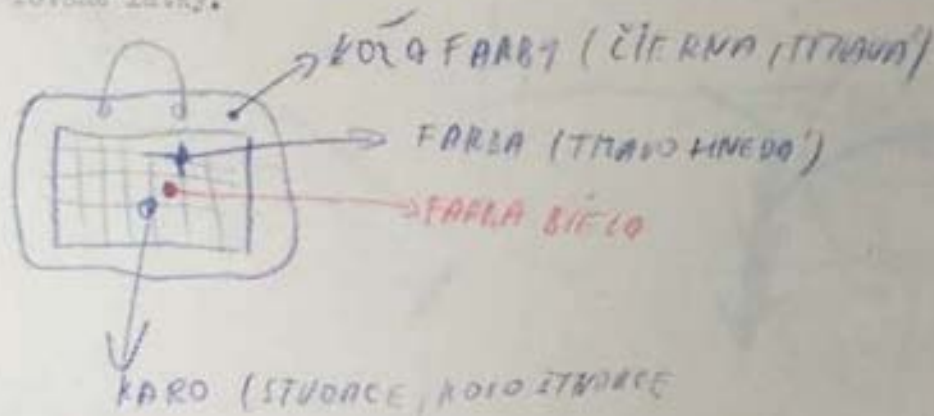 KOŽA FARBY (ČIERNA, TMAVÁ)
FARBA (TMAVO HNEDÁ)
FARBA BIELA
KARO (ŠTVORCE, KOSOŠTVORCE